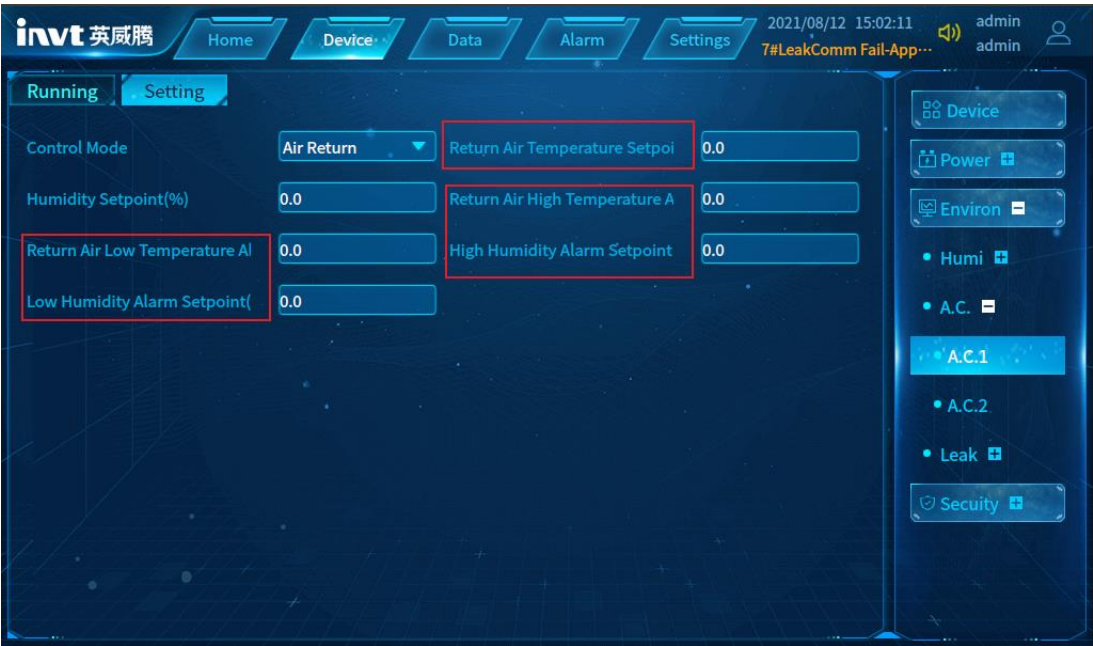 invt 英威腾
Home
Device
Data
Alarm
Settings
2021/08/12 15:02:11
7#LeakComm Fail-App…
admin
admin
Running
Setting
Control Mode
Air Return
Return Air Temperature Setpoi
0.0
Humidity Setpoint(%)
0.0
Return Air High Temperature A
0.0
Return Air Low Temperature Al
0.0
High Humidity Alarm Setpoint
0.0
Low Humidity Alarm Setpoint(
0.0
Device
Power
Environ
Humi
A.C.
A.C.1
A.C.2
Leak
Secuity